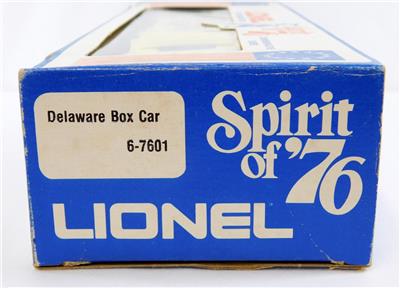 Delaware Box Car
6-7601
LIONEL
Spirit
of '76